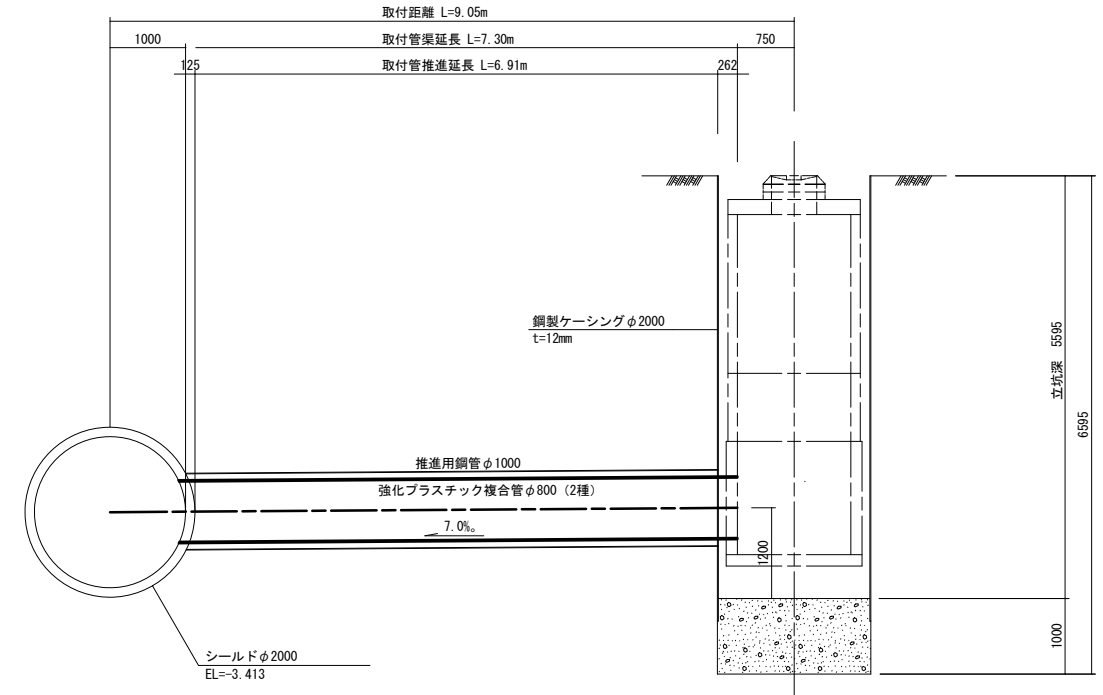 取付距離 L=9.05m
1000
取付管渠延長 L=7.30m
750
125
取付管推進延長 L=6.91m
262
鋼製ケーシングφ2000
t=12mm
立坑深 5595
6595
推進用鋼管φ1000
強化プラスチック複合管φ800 (2種)
7.0‰
1200
1000
シールドφ2000
EL=-3.413